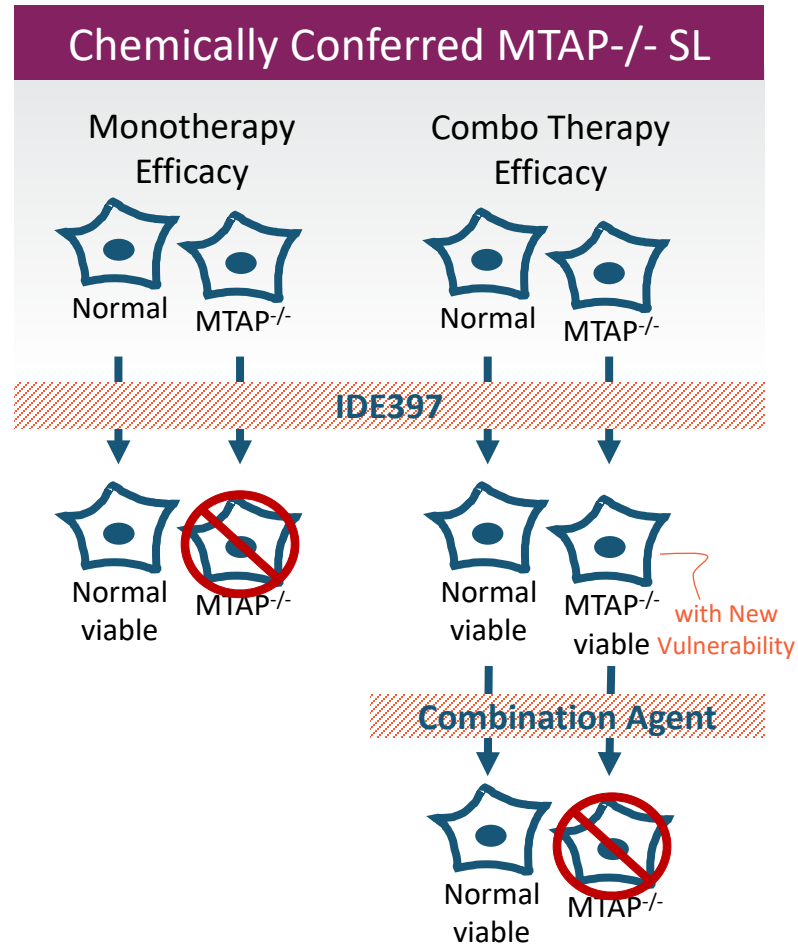 Chemically Conferred MTAP-/- SL
Monotherapy
Efficacy
Combo Therapy
Efficacy
Normal
MTAP-/-
Normal
MTAP-/-
IDE397
Normal
viable
MTAP-/-
Normal
viable
MTAP-/-
viable
with New
Vulnerability
Combination Agent
Normal
viable
MTAP-/-